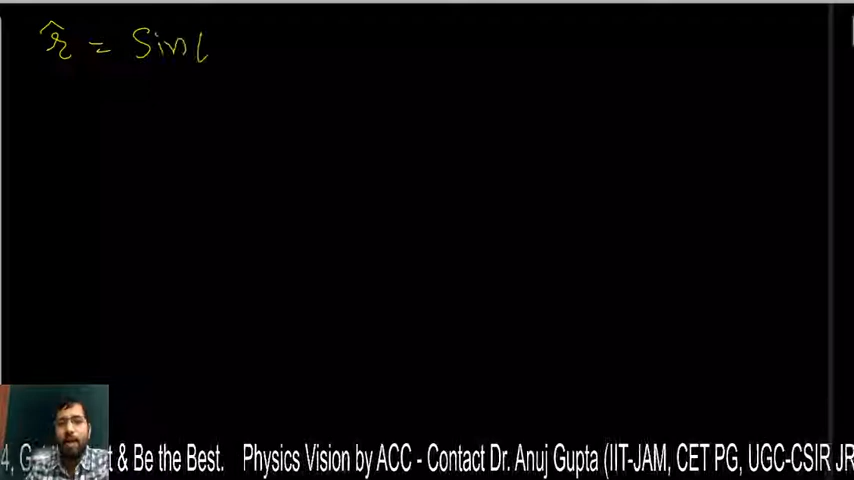 r̂ = Sin
4, G t & Be the Best. Physics Vision by ACC - Contact Dr. Anuj Gupta (IIT-JAM, CET PG, UGC-CSIR JR